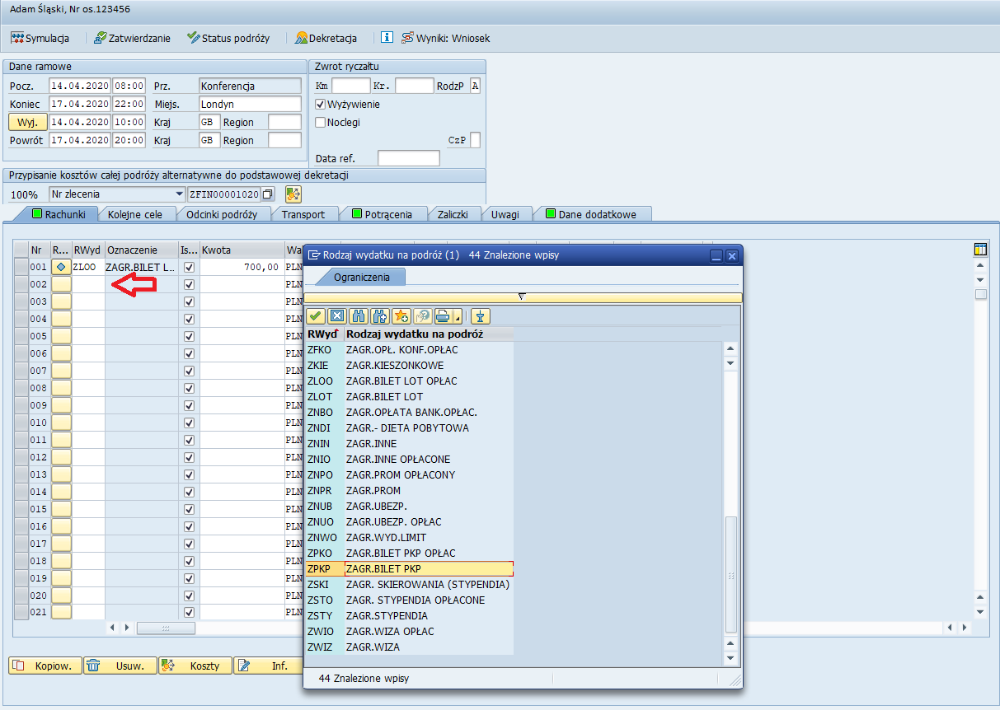 Adam Śląski, Nr os.123456
Symulacja Zatwierdzanie Status podróży Dekretacja Wyniki: Wniosek
Dane ramowe
Pocz. 14.04.2020 08:00 Prz. Konferencja
Koniec 17.04.2020 22:00 Miejs. Londyn
Wyj. 14.04.2020 10:00 Kraj GB Region
Powrót 17.04.2020 20:00 Kraj GB Region
Zwrot ryczałtu
Km Kr. RodzP A
Wyżywienie
Noclegi
CzP
Data ref.
Przypisanie kosztów całej podróży alternatywne do podstawowej dekretacji
100% Nr zlecenia ZFIN00001020
Rachunki Kolejne cele Odcinki podróży Transport Potrącenia Zaliczki Uwagi Dane dodatkowe
Nr R... RWyd Oznaczenie Is... Kwota Wa
001 ZLOO ZAGR.BILET L... 700,00 PLN
002 PLN
003 PLN
004 PLN
005 PLN
006 PLN
007 PLN
008 PLN
009 PLN
010 PLN
011 PLN
012 PLN
013 PLN
014 PLN
015 PLN
016 PLN
017 PLN
018 PLN
019 PLN
020 PLN
021 PLN
Kopiow. Usuw. Koszty Inf.
Rodzaj wydatku na podróż (1) 44 Znalezione wpisy
Ograniczenia
RWyd Rodzaj wydatku na podróż
ZFKO ZAGR.OPŁ. KONF.OPŁAC
ZKIE ZAGR.KIESZONKOWE
ZLOO ZAGR.BILET LOT OPŁAC
ZLOT ZAGR.BILET LOT
ZNBO ZAGR.OPŁATA BANK.OPŁAC.
ZNDI ZAGR.- DIETA POBYTOWA
ZNIN ZAGR.INNE
ZNIO ZAGR.INNE OPŁACONE
ZNPO ZAGR.PROM OPŁACONY
ZNPR ZAGR.PROM
ZNUB ZAGR.UBEZP.
ZNUO ZAGR.UBEZP. OPŁAC
ZNWO ZAGR.WYD.LIMIT
ZPKO ZAGR.BILET PKP OPŁAC
ZPKP ZAGR.BILET PKP
ZSKI ZAGR. SKIEROWANIA (STYPENDIA)
ZSTO ZAGR. STYPENDIA OPŁACONE
ZSTY ZAGR.STYPENDIA
ZWIO ZAGR.WIZA OPŁAC
ZWIZ ZAGR.WIZA
44 Znalezione wpisy